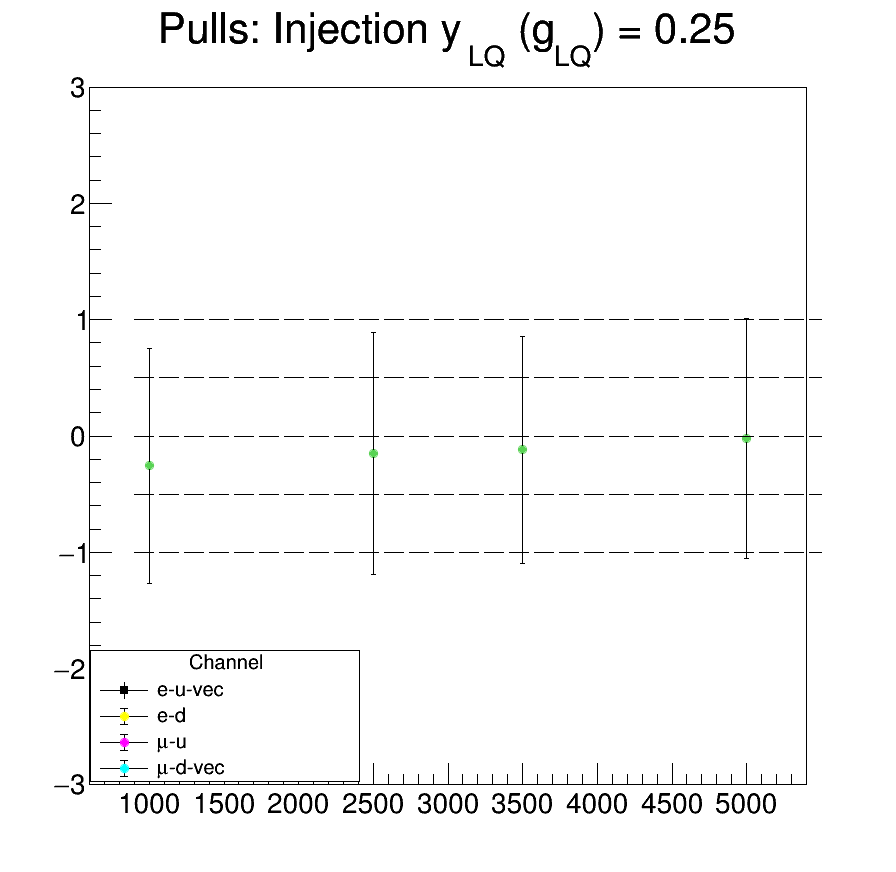 Pulls: Injection y LQ (gLQ) = 0.25
3
2
1
0
−1
−2
−3
Channel
e-u-vec
e-d
μ-u
μ-d-vec
1000 1500 2000 2500 3000 3500 4000 4500 5000